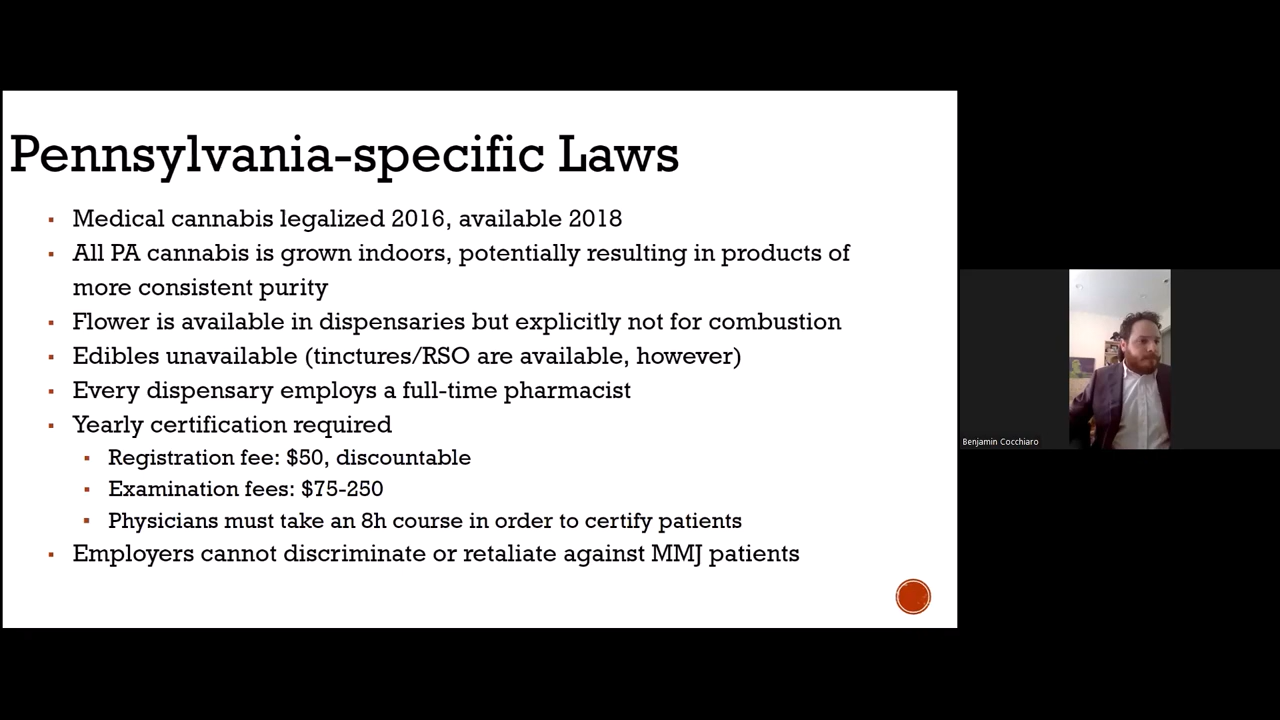 Pennsylvania-specific Laws
Medical cannabis legalized 2016, available 2018
All PA cannabis is grown indoors, potentially resulting in products of
more consistent purity
Flower is available in dispensaries but explicitly not for combustion
Edibles unavailable (tinctures/RSO are available, however)
Every dispensary employs a full-time pharmacist
Yearly certification required
Registration fee: $50, discountable
Examination fees: $75-250
Physicians must take an 8h course in order to certify patients
Employers cannot discriminate or retaliate against MMJ patients
Benjamin Cocchiaro